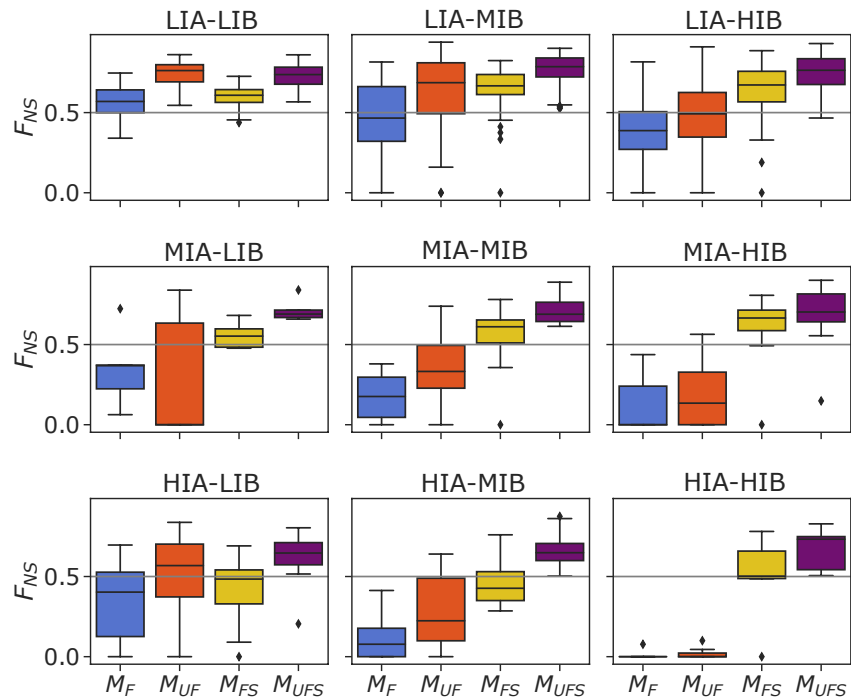 LIA-LIB LIA-MIB LIA-HIB
F_NS 0.5 0.0
MIA-LIB MIA-MIB MIA-HIB
F_NS 0.5 0.0
HIA-LIB HIA-MIB HIA-HIB
F_NS 0.5 0.0
M_F M_UF M_FS M_UFS M_F M_UF M_FS M_UFS M_F M_UF M_FS M_UFS